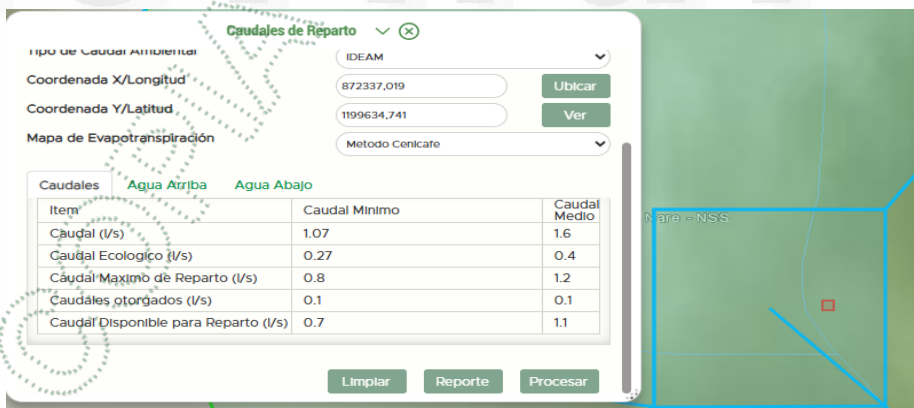 Caudales de Reparto
Tipo de Caudal Ambiental IDEAM
Coordenada X/Longitud 872337,019 Ubicar
Coordenada Y/Latitud 1199634,741 Ver
Mapa de Evapotranspiración Metodo Cenicafe
Caudales Agua Arriba Agua Abajo
Item Caudal Minimo Caudal Medio
Caudal (l/s) 1.07 1.6
Caudal Ecologico (l/s) 0.27 0.4
Caudal Maximo de Reparto (l/s) 0.8 1.2
Caudales otorgados (l/s) 0.1 0.1
Caudal Disponible para Reparto (l/s) 0.7 1.1
Limpiar Reporte Procesar
Nare - NSS
COPIA